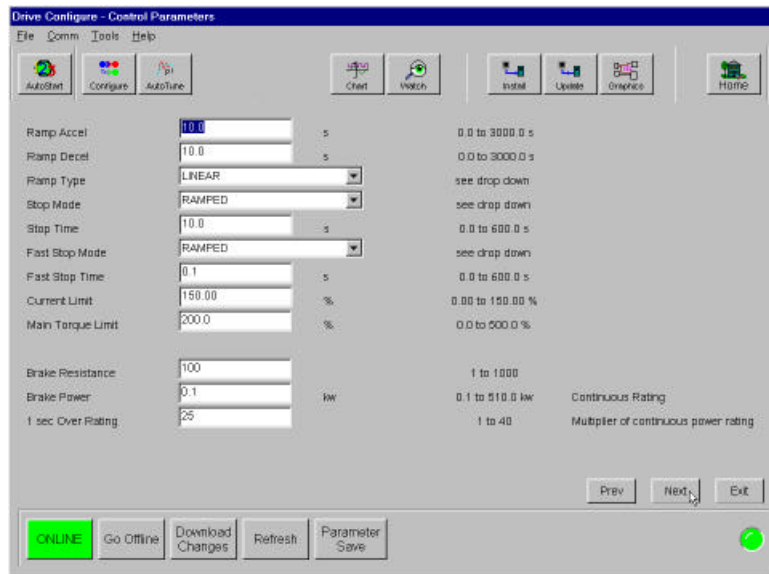 Drive Configure - Control Parameters
File Comm Tools Help
AutoStart Configure AutoTune Chart Watch Install Update Graphics Home
Ramp Accel 10.0 s 0.0 to 3000.0 s
Ramp Decel 10.0 s 0.0 to 3000.0 s
Ramp Type LINEAR see drop down
Stop Mode RAMPED see drop down
Stop Time 10.0 s 0.0 to 600.0 s
Fast Stop Mode RAMPED see drop down
Fast Stop Time 0.1 s 0.0 to 600.0 s
Current Limit 150.00 % 0.00 to 150.00 %
Main Torque Limit 200.0 % 0.0 to 500.0 %
Brake Resistance 100 1 to 1000
Brake Power 0.1 kw 0.1 to 510.0 kw Continuous Rating
1 sec Over Rating 25 1 to 40 Multiplier of continuous power rating
Prev Next Exit
ONLINE Go Offline Download Changes Refresh Parameter Save